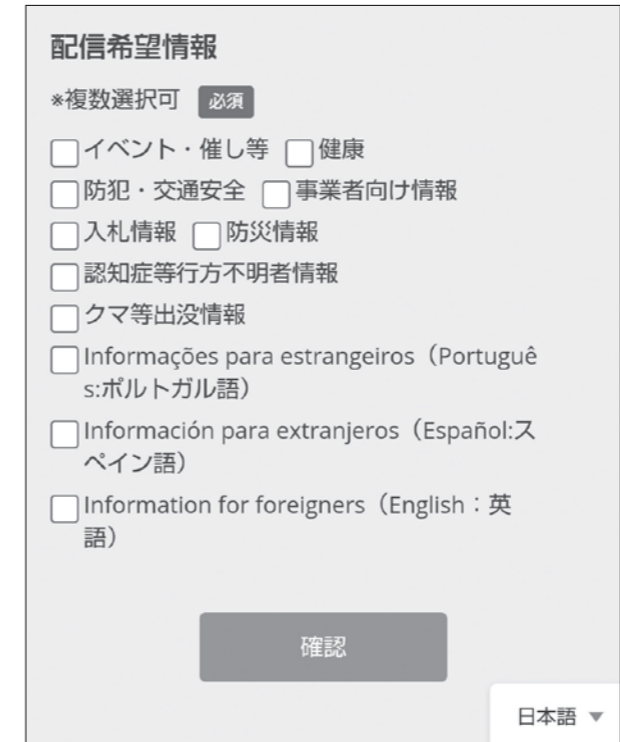 配信希望情報
※複数選択可 必須
イベント・催し等 健康
防犯・交通安全 事業者向け情報
入札情報 防災情報
認知症等行方不明者情報
クマ等出没情報
Informações para estrangeiros（Portuguê
s:ポルトガル語）
Información para extranjeros（Español:ス
ペイン語）
Information for foreigners（English：英
語）
確認
日本語 ▼